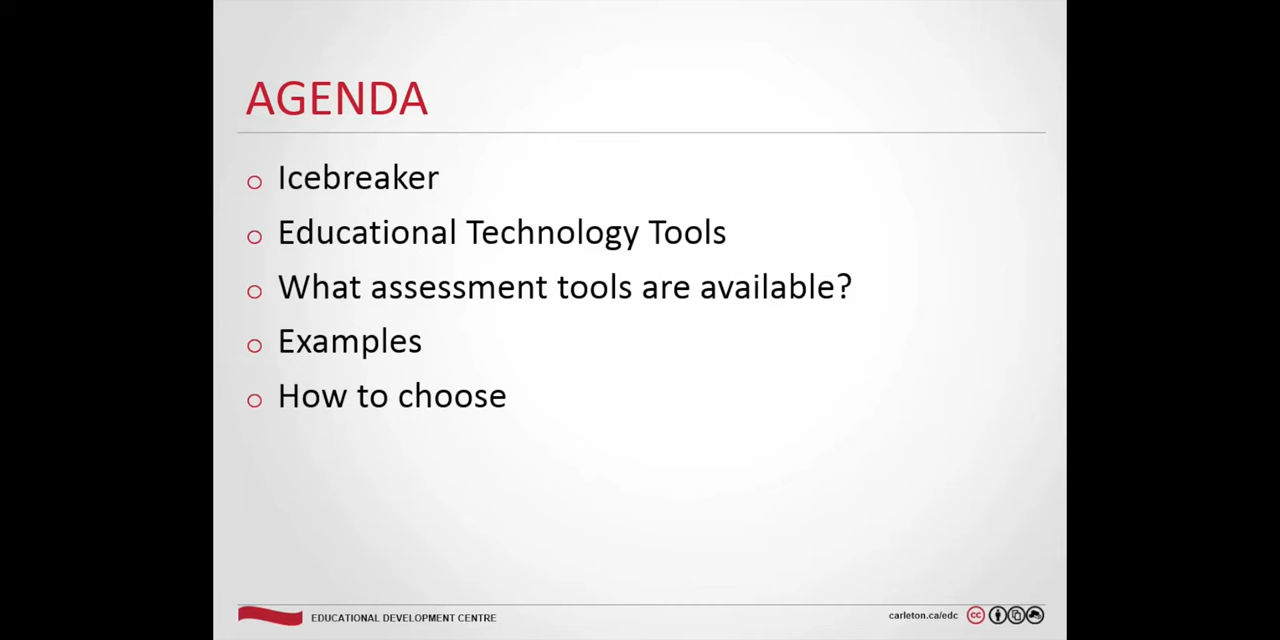 AGENDA
Icebreaker
Educational Technology Tools
What assessment tools are available?
Examples
How to choose
EDUCATIONAL DEVELOPMENT CENTRE
carleton.ca/edc
cc